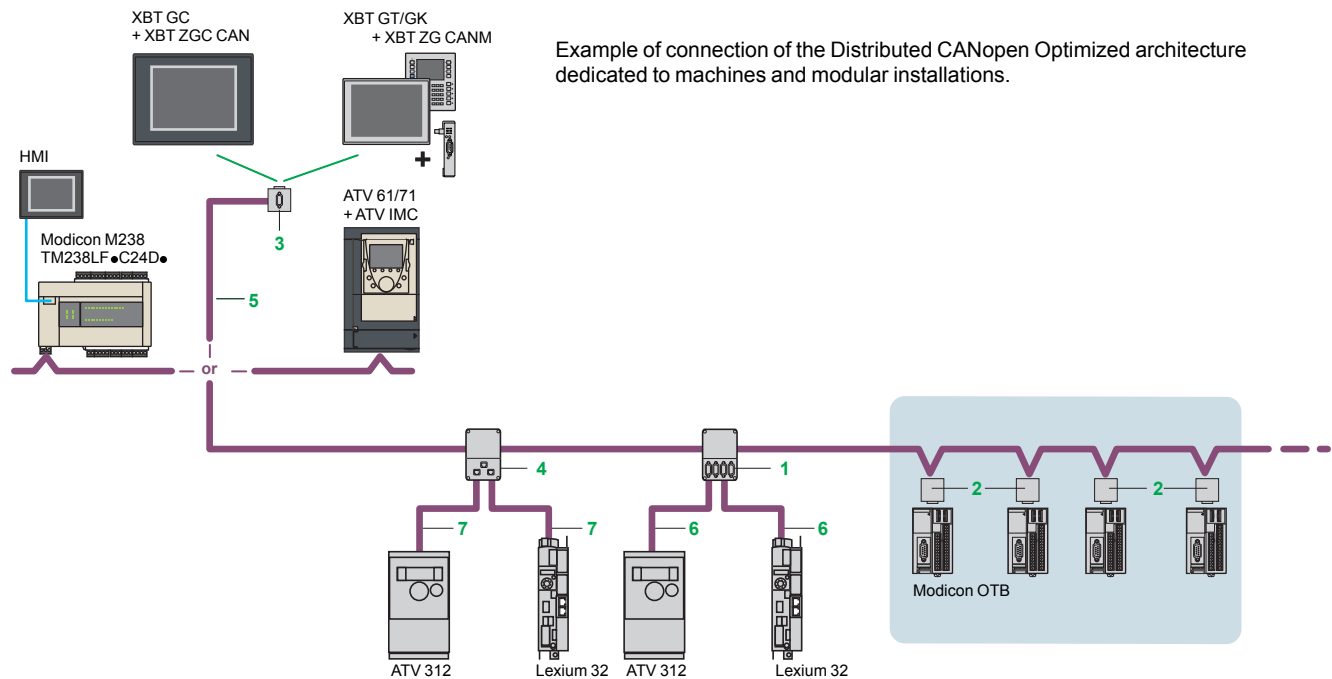 XBT GC
+ XBT ZGC CAN
XBT GT/GK
+ XBT ZG CANM
Example of connection of the Distributed CANopen Optimized architecture
dedicated to machines and modular installations.
+
HMI
Modicon M238
TM238LF●C24D●
3
ATV 61/71
+ ATV IMC
5
or
4
1
2
2
7
7
6
6
Modicon OTB
ATV 312
Lexium 32
ATV 312
Lexium 32